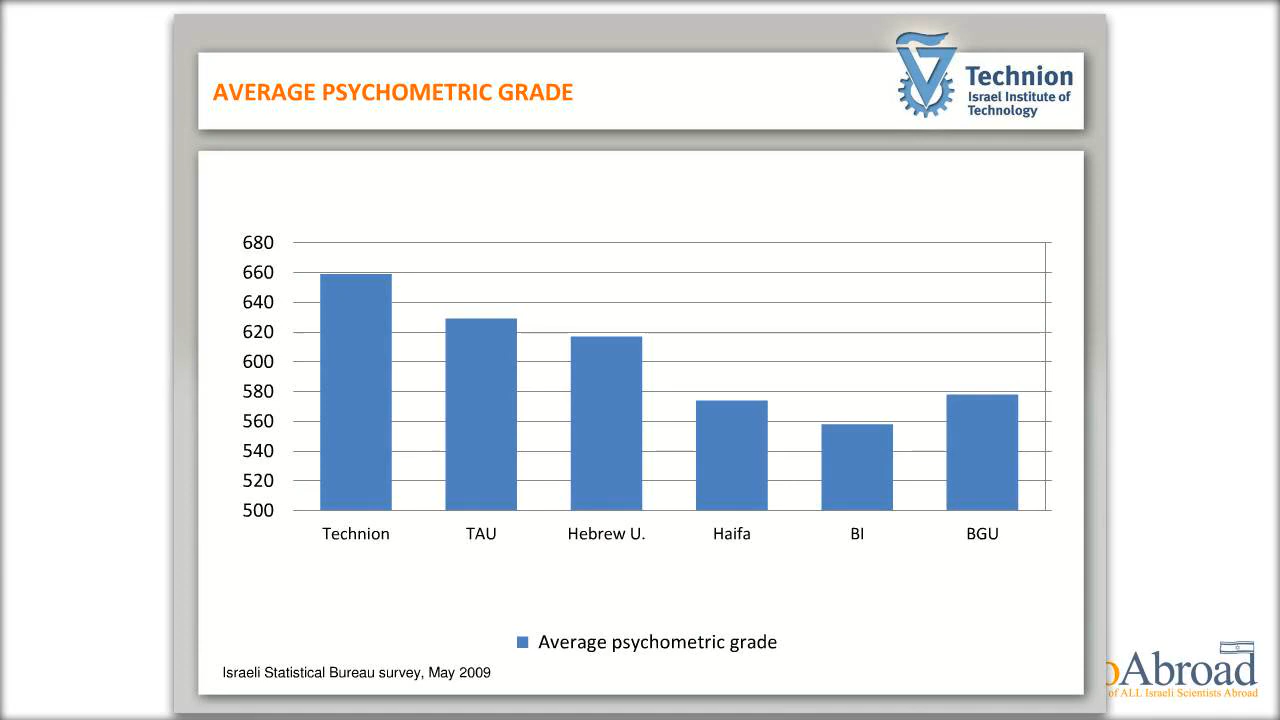 AVERAGE PSYCHOMETRIC GRADE
Technion
Israel Institute of
Technology
680
660
640
620
600
580
560
540
520
500
Technion TAU Hebrew U. Haifa BI BGU
Average psychometric grade
Israeli Statistical Bureau survey, May 2009
oAbroad
of ALL Israeli Scientists Abroad